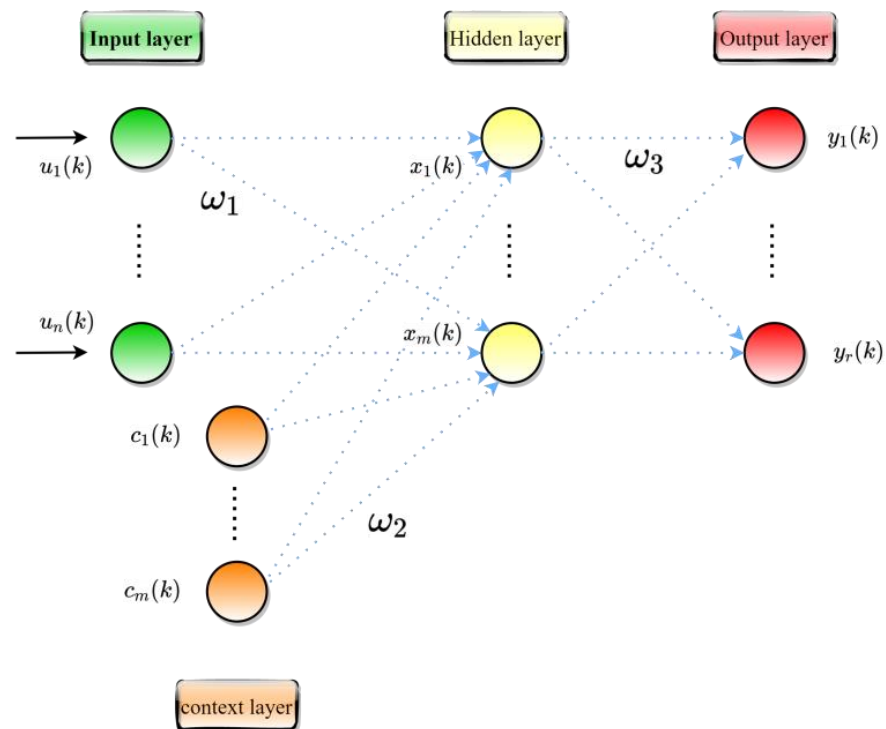 Input layer
Hidden layer
Output layer
u₁(k)
x₁(k)
ω₃
y₁(k)
ω₁
uₙ(k)
xₘ(k)
yᵣ(k)
c₁(k)
ω₂
cₘ(k)
context layer